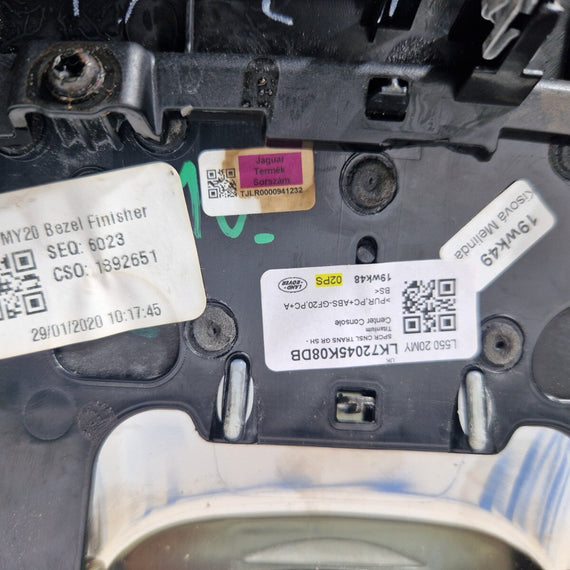 MY20 Bezel Finisher
SEQ: 6023
CSO: 1892651
29/01/2020 10:17:45
Jaguar
Termék
Sorszám
TJLR0000941232
10
19wk49
Melinda
L550 20MY
UK
LK72045K08DB
SPCR CNSL TRANS GR SH -
Titanium
Center Console
>PUR,PC+ABS-GF20,PC+A
BS<
LAND
ROVER
02PS
19wk48